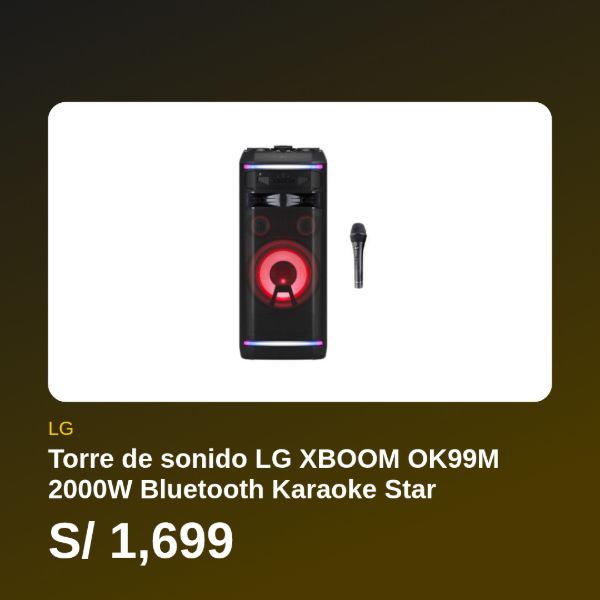 LG
Torre de sonido LG XBOOM OK99M
2000W Bluetooth Karaoke Star
S/ 1,699